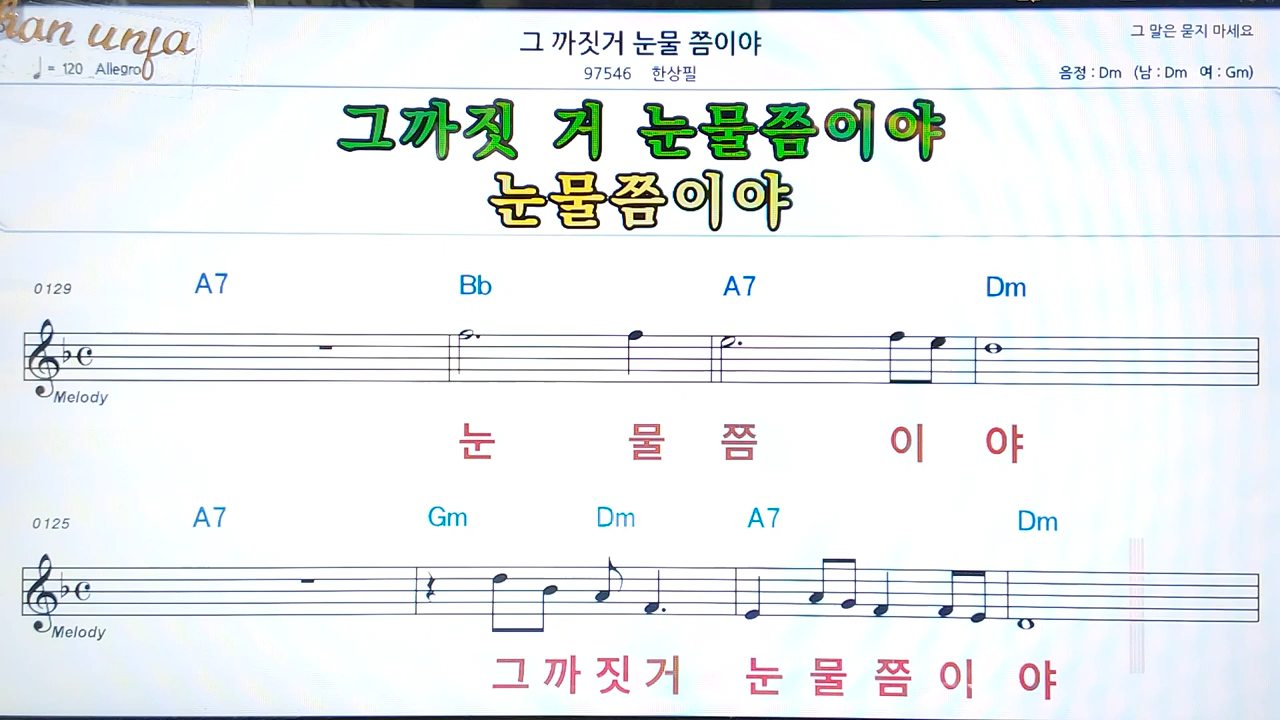 han unja
그 까짓거 눈물 쯤이야
그 말은 묻지 마세요
♩ = 120 Allegro
97546 한상필
음정 : Dm (남 : Dm 여 : Gm)
그까짓 거 눈물쯤이야
눈물쯤이야
0129 A7 Bb A7 Dm
Melody
눈 물 쯤 이 야
0125 A7 Gm Dm A7 Dm
Melody
그 까 짓 거 눈 물 쯤 이 야